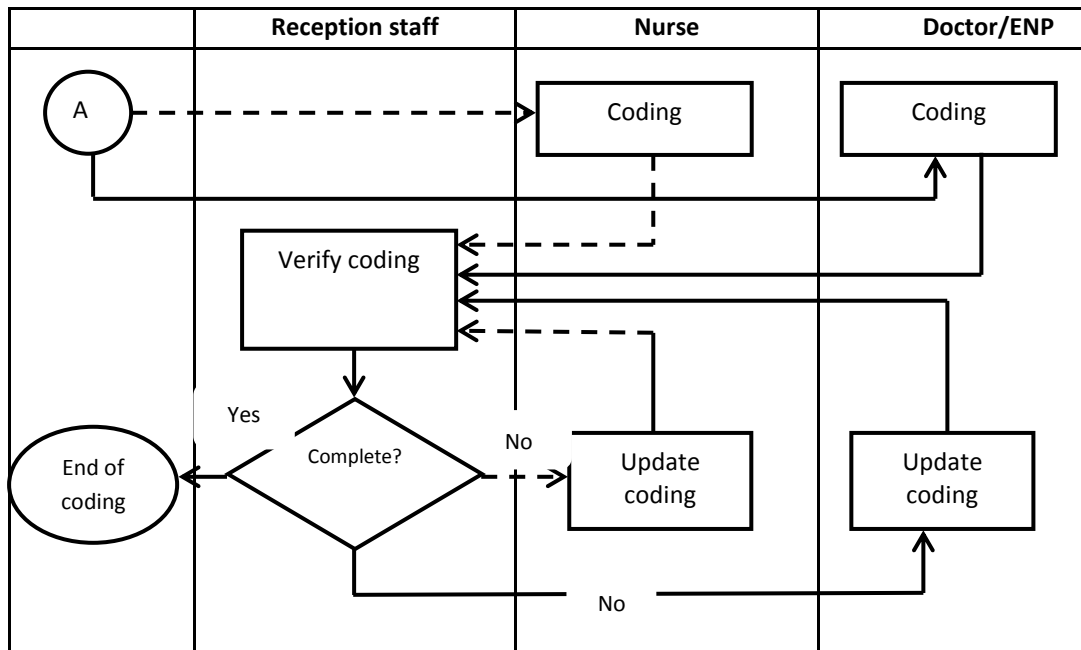 Reception staff
Nurse
Doctor/ENP
A
Coding
Coding
Verify coding
Yes
No
Complete?
End of
coding
Update
coding
Update
coding
No